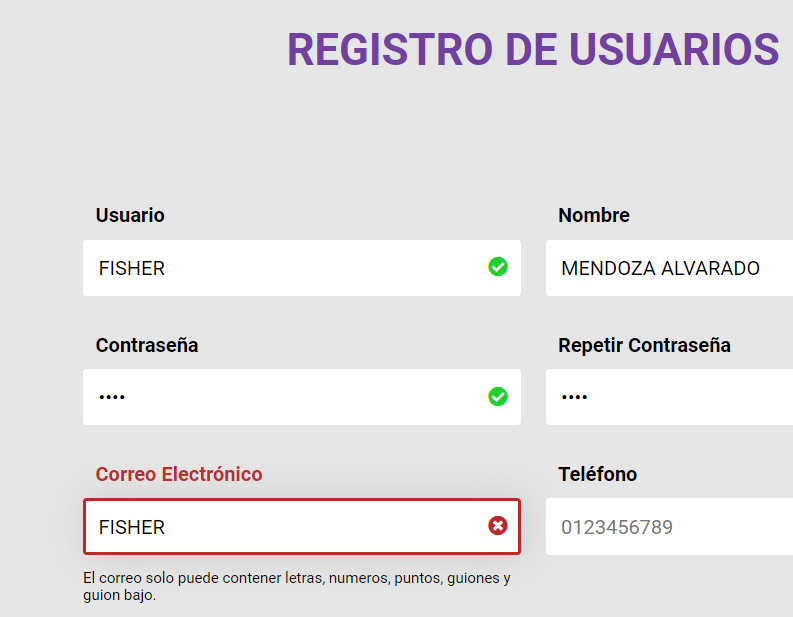 REGISTRO DE USUARIOS
Usuario
Nombre
FISHER
MENDOZA ALVARADO
Contraseña
Repetir Contraseña
••••
••••
Correo Electrónico
Teléfono
FISHER
0123456789
El correo solo puede contener letras, numeros, puntos, guiones y
guion bajo.